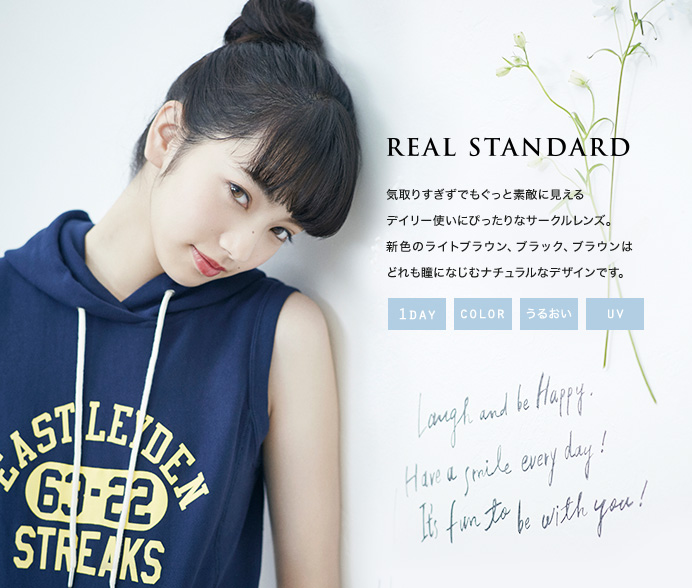 REAL STANDARD
気取りすぎずでもぐっと素敵に見える
デイリー使いにぴったりなサークルレンズ。
新色のライトブラウン、ブラック、ブラウンは
どれも瞳になじむナチュラルなデザインです。
1DAY COLOR うるおい UV
Laugh and be Happy.
Have a smile every day!
It's fun to be with you!
EAST LEYDEN
63-22
STREAKS